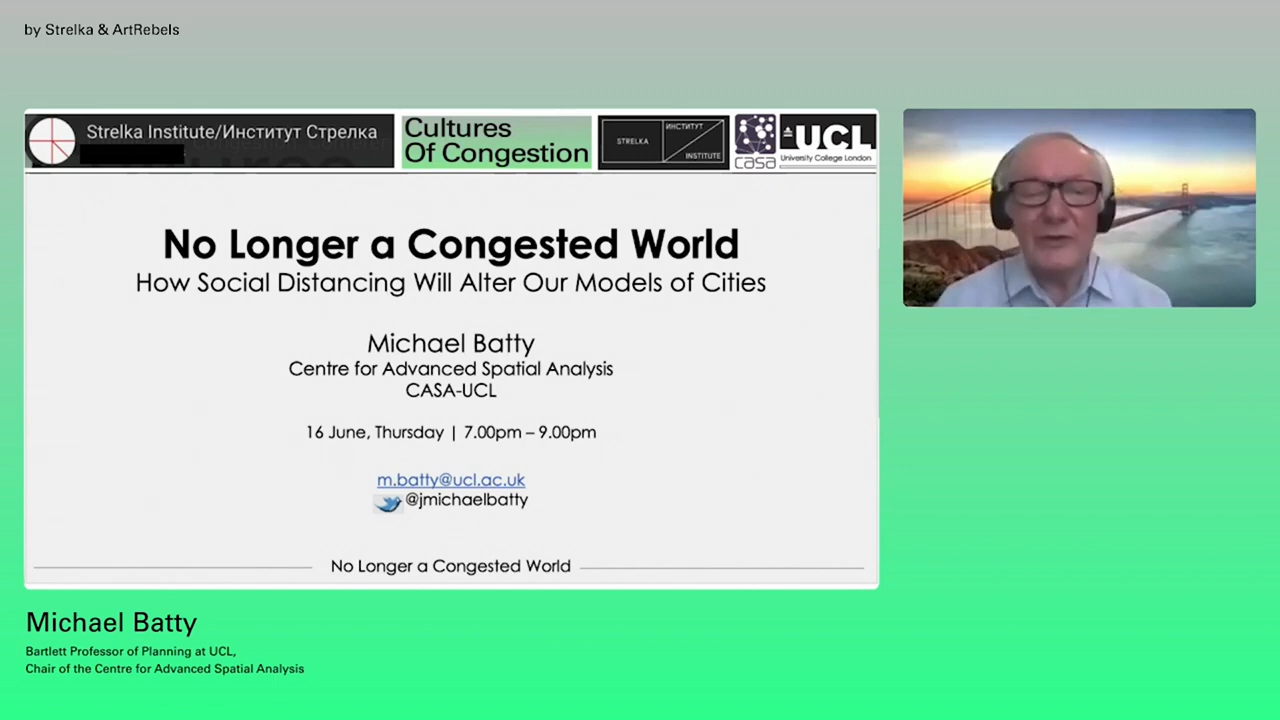 by Strelka & ArtRebels
Strelka Institute/Институт Стрелка
Cultures
Of Congestion
STRELKA
ИНСТИТУТ
INSTITUTE
casa
UCL
University College London
No Longer a Congested World
How Social Distancing Will Alter Our Models of Cities
Michael Batty
Centre for Advanced Spatial Analysis
CASA-UCL
16 June, Thursday | 7.00pm – 9.00pm
m.batty@ucl.ac.uk
@jmichaelbatty
No Longer a Congested World
Michael Batty
Bartlett Professor of Planning at UCL,
Chair of the Centre for Advanced Spatial Analysis